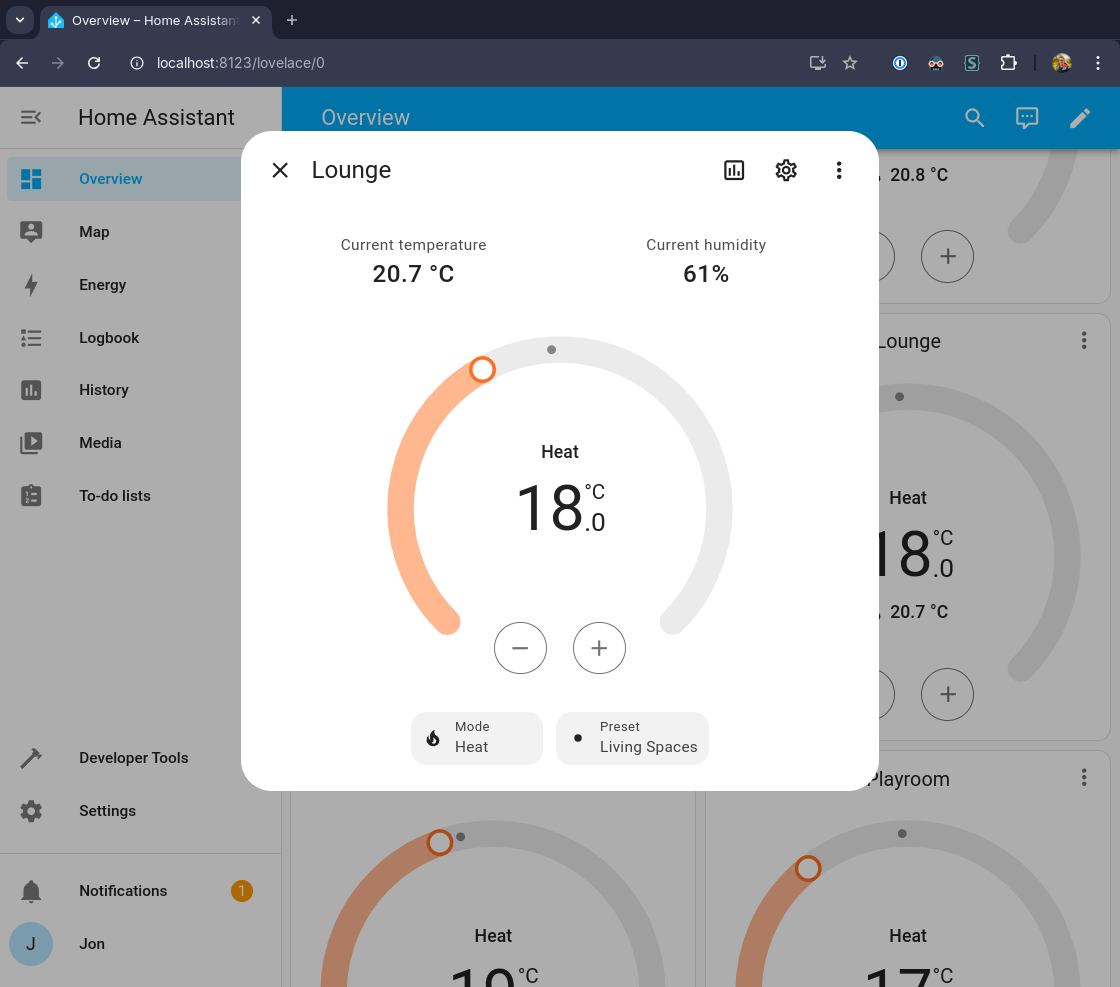 Overview – Home Assistant
localhost:8123/lovelace/0
Home Assistant
Overview
Overview
Map
Energy
Logbook
History
Media
To-do lists
Developer Tools
Settings
Notifications
1
J
Jon
Lounge
Current temperature
Current humidity
20.7 °C
61%
Heat
18.0 °C
Mode
Heat
Preset
Living Spaces
20.8 °C
Lounge
Heat
18.0 °C
20.7 °C
Playroom
Heat
19 °C
Heat
17 °C